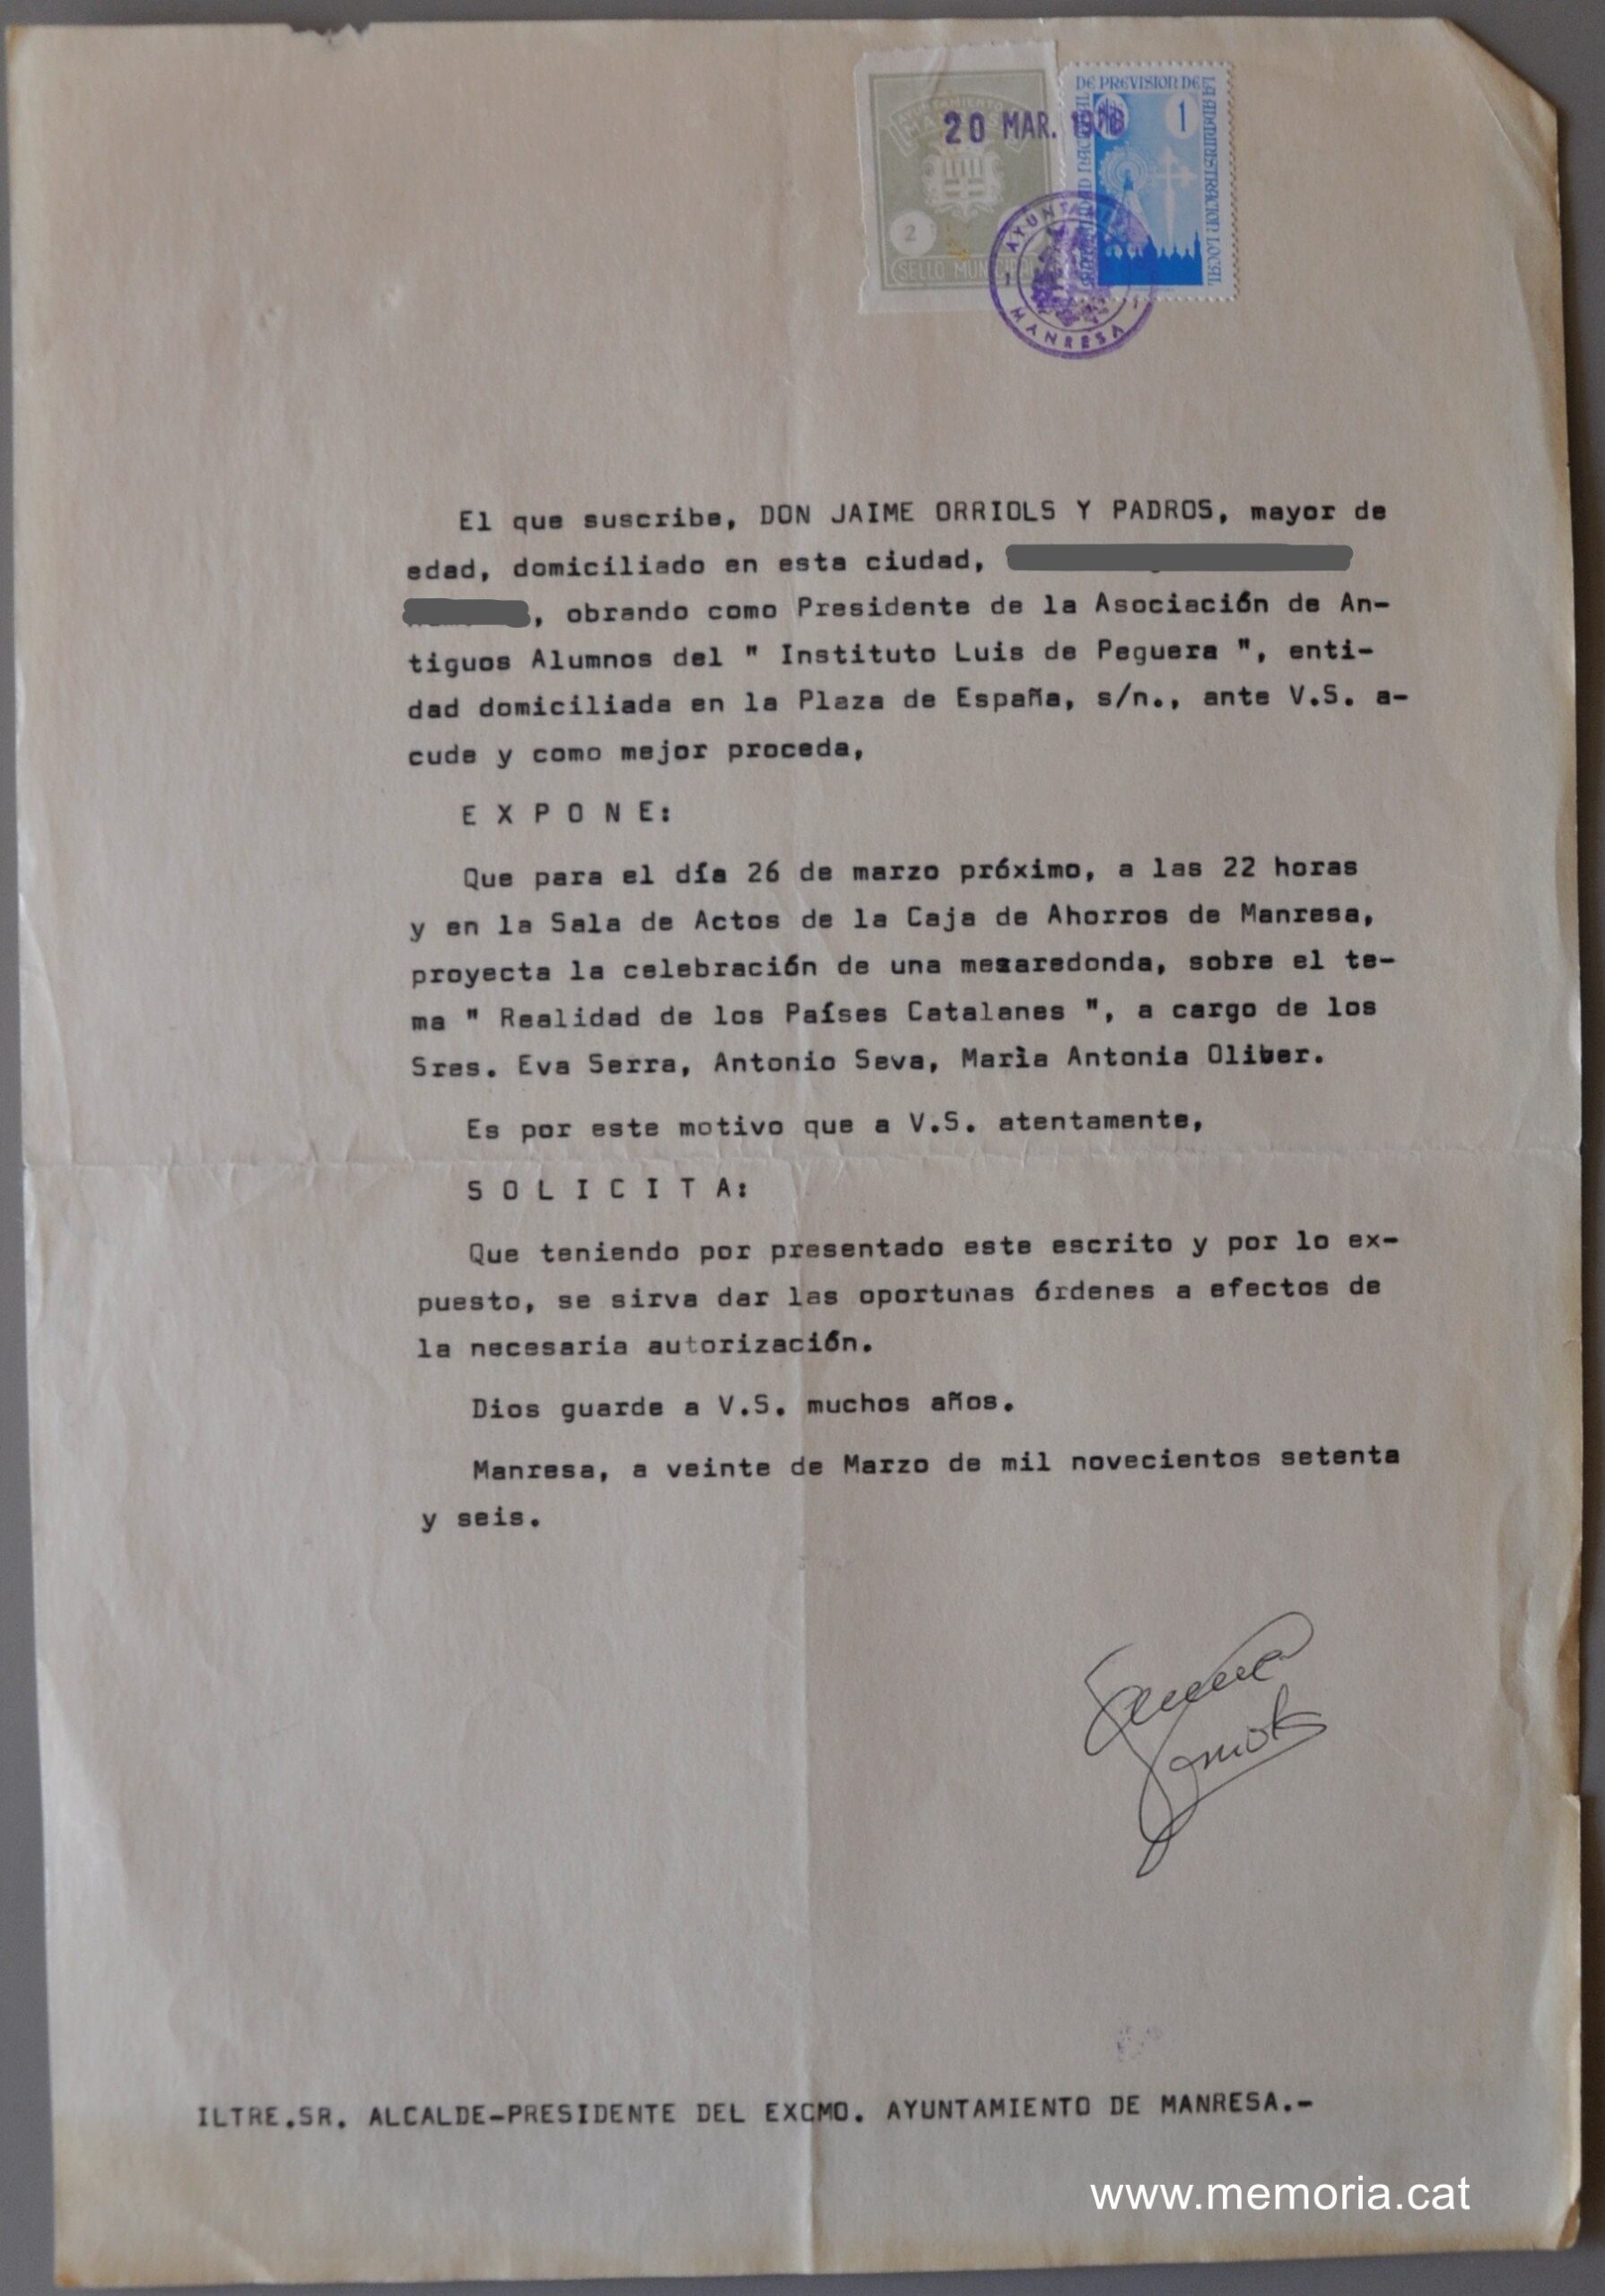 AYUNTAMIENTO
MANRESA
2
SELLO MUNICIPAL
20 MAR. 1976
DE PREVISION DE
LA ADMINISTRACION LOCAL
1
AYUNTAMIENTO
MANRESA
El que suscribe, DON JAIME ORRIOLS Y PADROS, mayor de
edad, domiciliado en esta ciudad,
, obrando como Presidente de la Asociación de An-
tiguos Alumnos del " Instituto Luis de Peguera ", enti-
dad domiciliada en la Plaza de España, s/n., ante V.S. a-
cude y como mejor proceda,
E X P O N E:
Que para el día 26 de marzo próximo, a las 22 horas
y en la Sala de Actos de la Caja de Ahorros de Manresa,
proyecta la celebración de una mesaredonda, sobre el te-
ma " Realidad de los Países Catalanes ", a cargo de los
Sres. Eva Serra, Antonio Seva, Marìa Antonia Oliver.
Es por este motivo que a V.S. atentamente,
S O L I C I T A:
Que teniendo por presentado este escrito y por lo ex-
puesto, se sirva dar las oportunas órdenes a efectos de
la necesaria autorización.
Dios guarde a V.S. muchos años.
Manresa, a veinte de Marzo de mil novecientos setenta
y seis.
ILTRE.SR. ALCALDE-PRESIDENTE DEL EXCMO. AYUNTAMIENTO DE MANRESA.-
www.memoria.cat